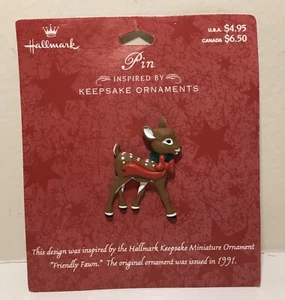 Hallmark
U.S.A. $4.95
CANADA $6.50
Pin
INSPIRED BY
KEEPSAKE ORNAMENTS
This design was inspired by the Hallmark Keepsake Miniature Ornament
"Friendly Fawn." The original ornament was issued in 1991.